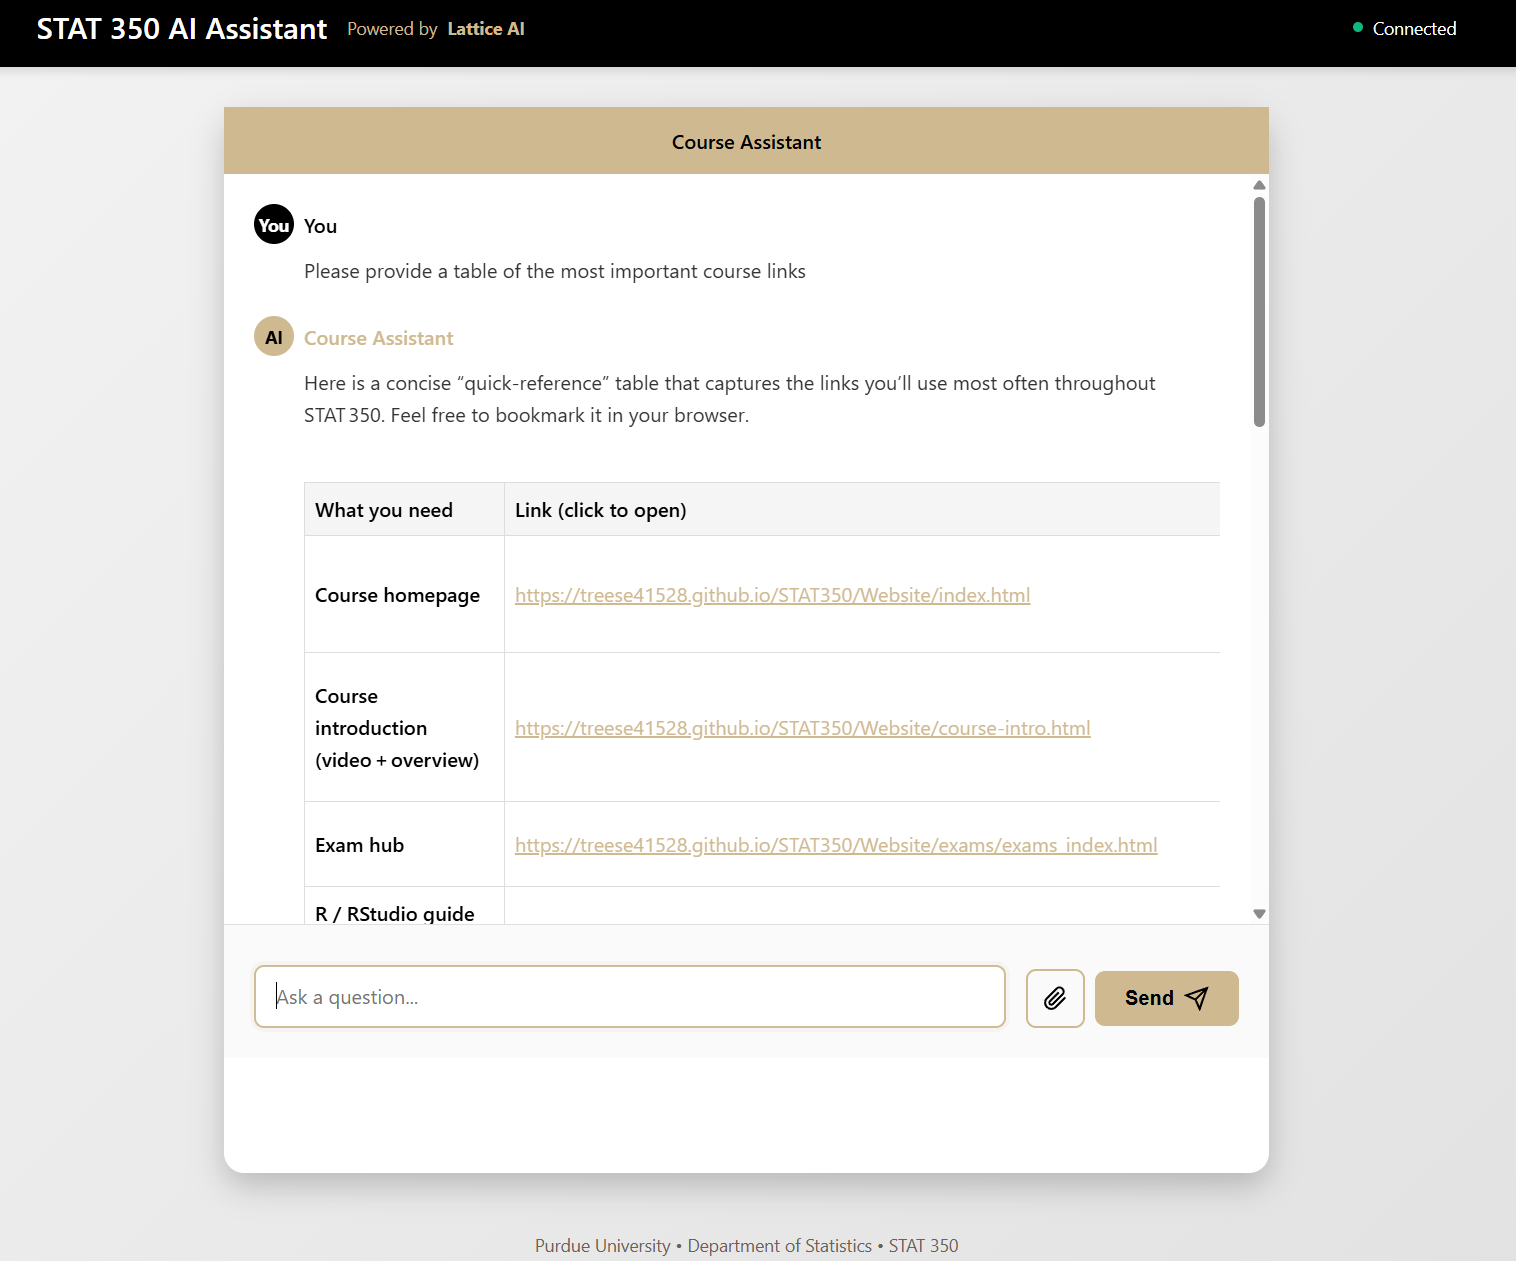 STAT 350 AI Assistant Powered by Lattice AI
Connected
Course Assistant
You You
Please provide a table of the most important course links
AI Course Assistant
Here is a concise “quick-reference” table that captures the links you’ll use most often throughout
STAT 350. Feel free to bookmark it in your browser.
What you need Link (click to open)
Course homepage https://treese41528.github.io/STAT350/Website/index.html
Course
introduction
(video + overview)
https://treese41528.github.io/STAT350/Website/course-intro.html
Exam hub https://treese41528.github.io/STAT350/Website/exams/exams_index.html
R / RStudio guide
Ask a question...
Send
Purdue University • Department of Statistics • STAT 350